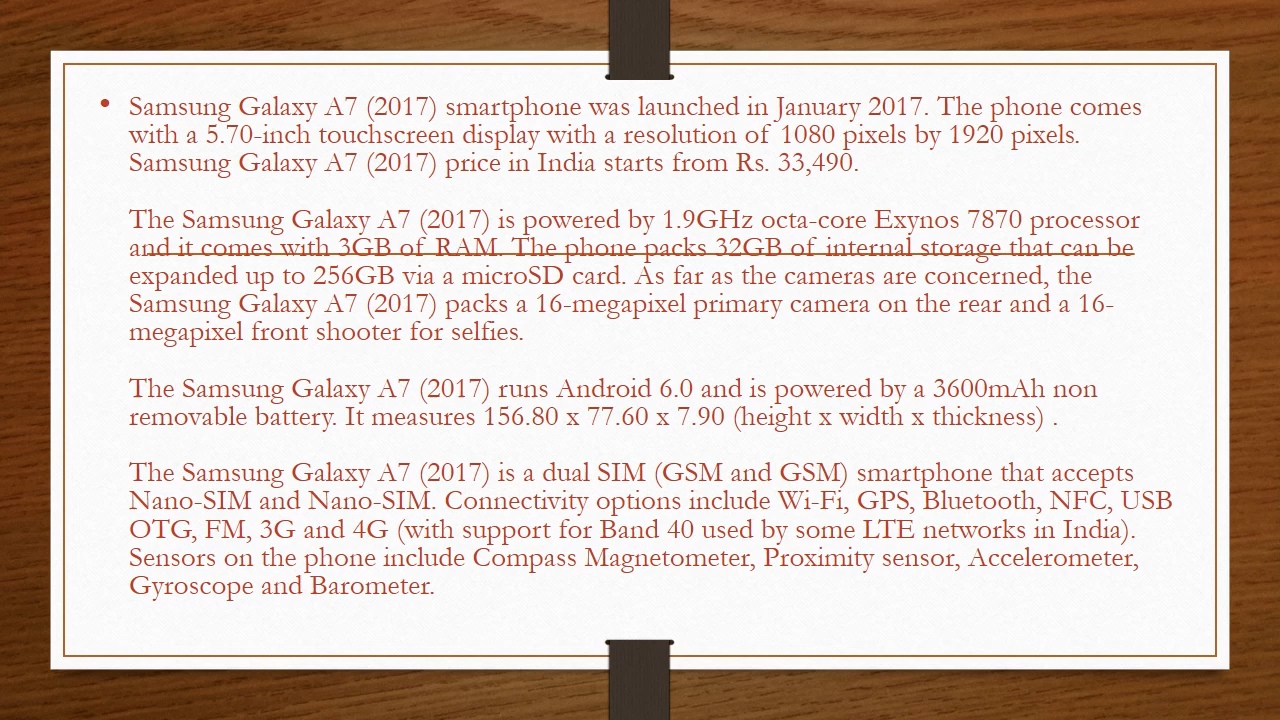 • Samsung Galaxy A7 (2017) smartphone was launched in January 2017. The phone comes
with a 5.70-inch touchscreen display with a resolution of 1080 pixels by 1920 pixels.
Samsung Galaxy A7 (2017) price in India starts from Rs. 33,490.
The Samsung Galaxy A7 (2017) is powered by 1.9GHz octa-core Exynos 7870 processor
and it comes with 3GB of RAM. The phone packs 32GB of internal storage that can be
expanded up to 256GB via a microSD card. As far as the cameras are concerned, the
Samsung Galaxy A7 (2017) packs a 16-megapixel primary camera on the rear and a 16-
megapixel front shooter for selfies.
The Samsung Galaxy A7 (2017) runs Android 6.0 and is powered by a 3600mAh non
removable battery. It measures 156.80 x 77.60 x 7.90 (height x width x thickness) .
The Samsung Galaxy A7 (2017) is a dual SIM (GSM and GSM) smartphone that accepts
Nano-SIM and Nano-SIM. Connectivity options include Wi-Fi, GPS, Bluetooth, NFC, USB
OTG, FM, 3G and 4G (with support for Band 40 used by some LTE networks in India).
Sensors on the phone include Compass Magnetometer, Proximity sensor, Accelerometer,
Gyroscope and Barometer.